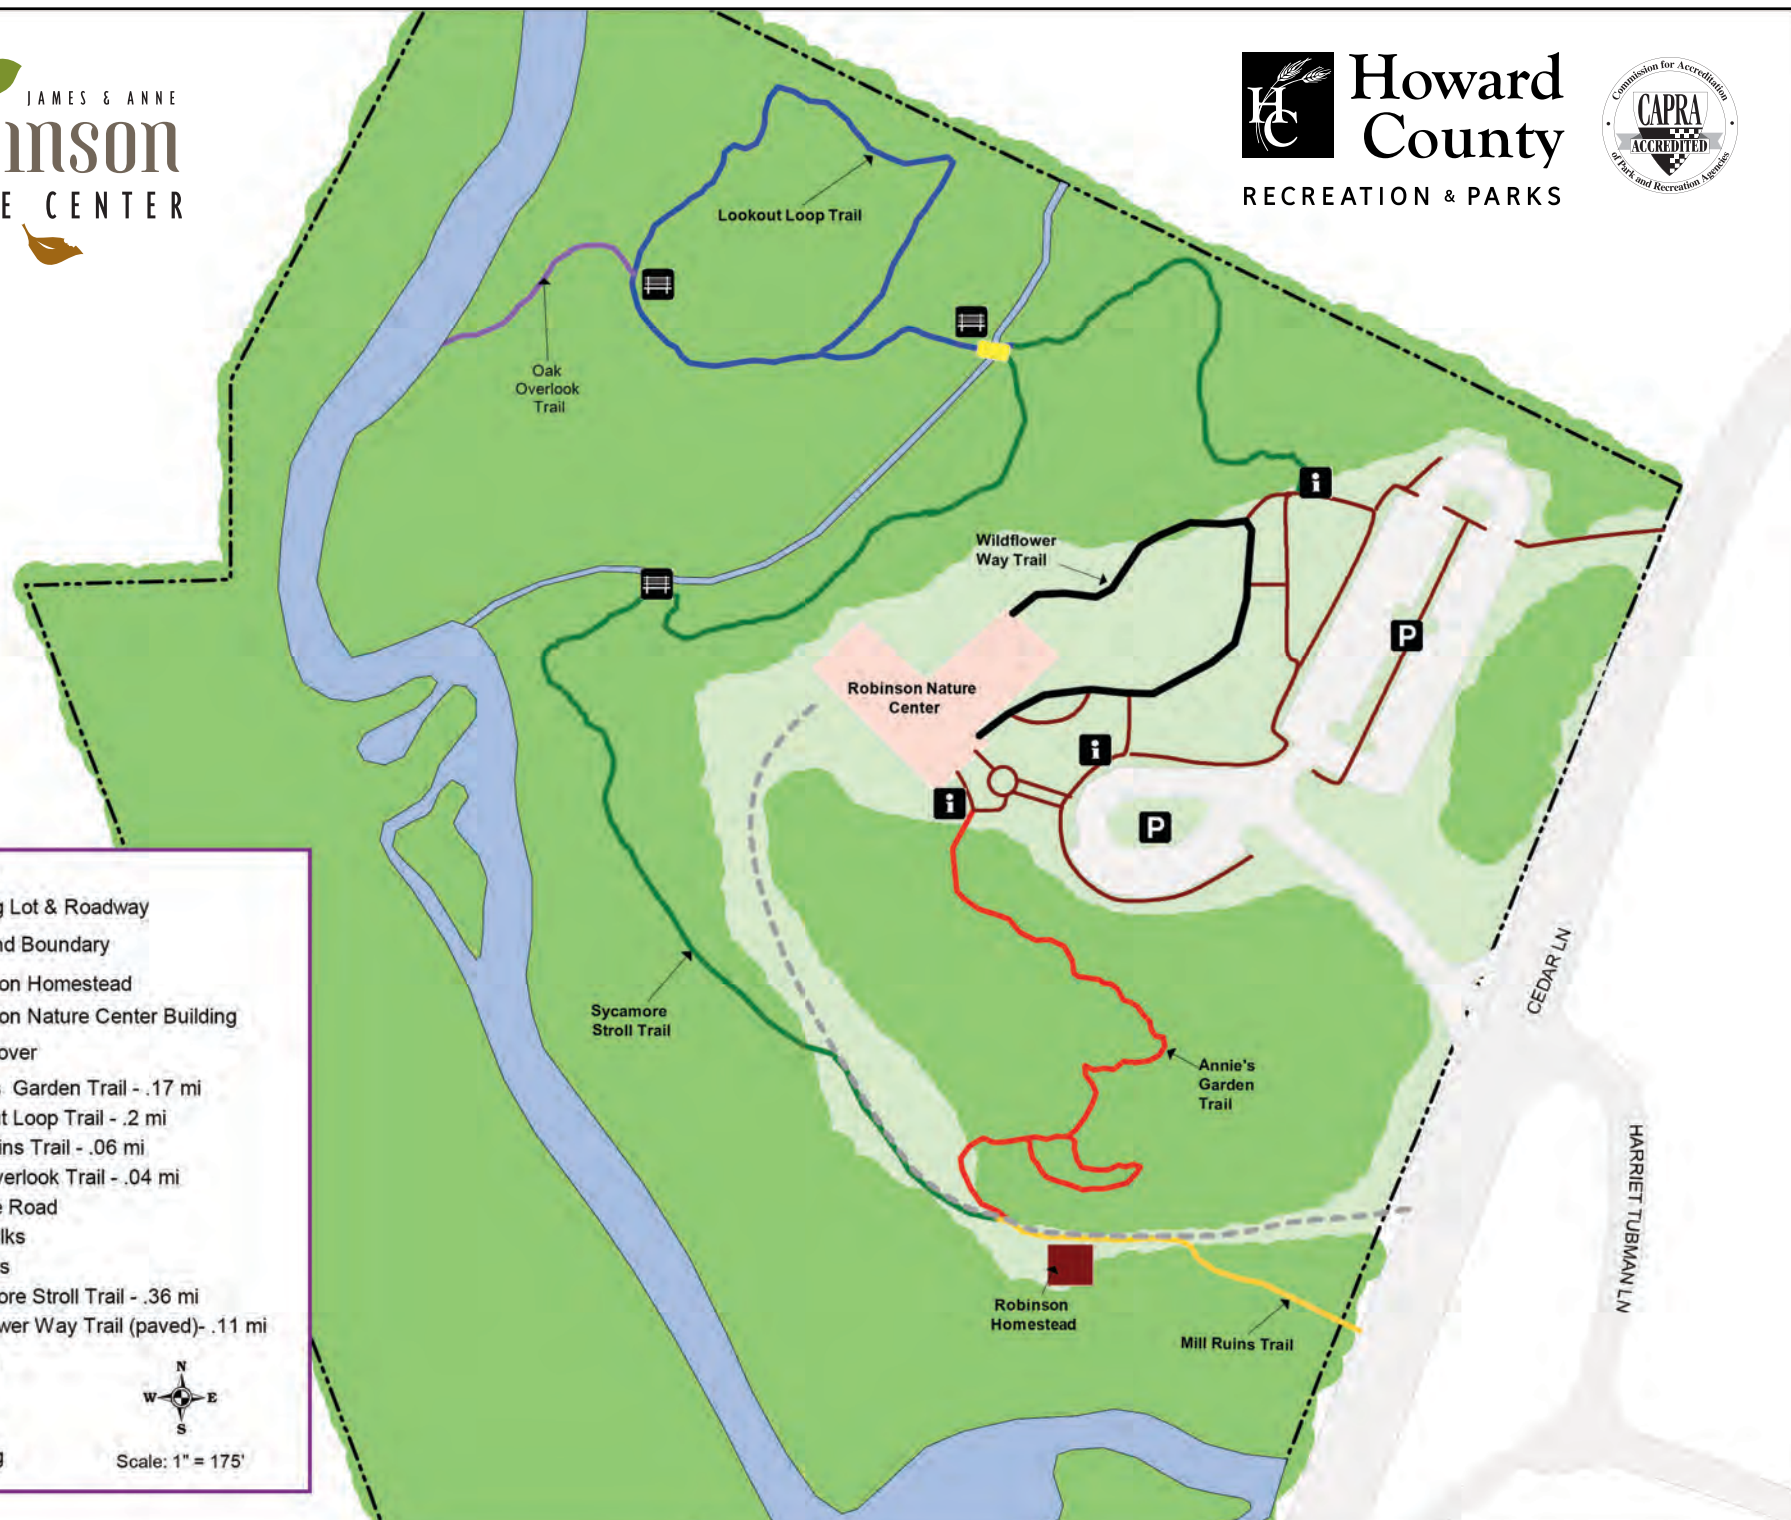 JAMES & ANNE
inson
E CENTER
Howard
County
RECREATION & PARKS
Commission for Accreditation
CAPRA
ACCREDITED
of Park and Recreation Agencies
Lookout Loop Trail
Oak
Overlook
Trail
Wildflower
Way Trail
Robinson Nature
Center
Sycamore
Stroll Trail
Annie's
Garden
Trail
Robinson
Homestead
Mill Ruins Trail
CEDAR LN
HARRIET TUBMAN LN
i
i
i
P
P
g Lot & Roadway
nd Boundary
on Homestead
on Nature Center Building
over
s Garden Trail - .17 mi
t Loop Trail - .2 mi
ins Trail - .06 mi
verlook Trail - .04 mi
e Road
lks
s
ore Stroll Trail - .36 mi
wer Way Trail (paved)- .11 mi
N
W E
S
g
Scale: 1" = 175'